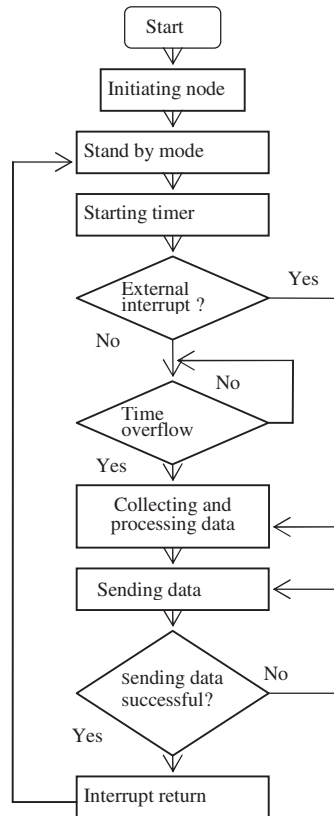 Start
Initiating node
Stand by mode
Starting timer
External
interrupt ?
Yes
No
No
Time
overflow
Yes
Collecting and
processing data
Sending data
Sending data
successful?
No
Yes
Interrupt return